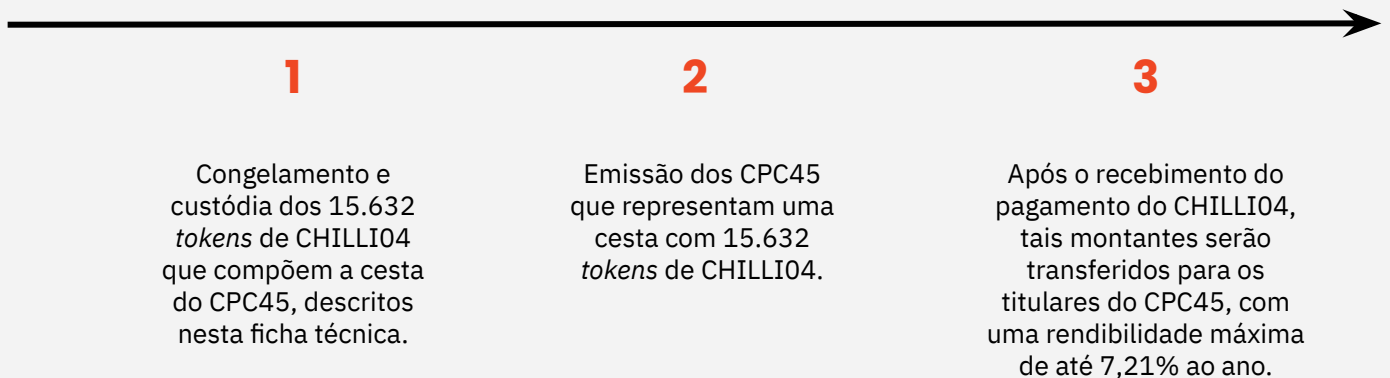 1
Congelamento e
custódia dos 15.632
tokens de CHILLI04
que compõem a cesta
do CPC45, descritos
nesta ficha técnica.
2
Emissão dos CPC45
que representam uma
cesta com 15.632
tokens de CHILLI04.
3
Após o recebimento do
pagamento do CHILLI04,
tais montantes serão
transferidos para os
titulares do CPC45, com
uma rendibilidade máxima
de até 7,21% ao ano.